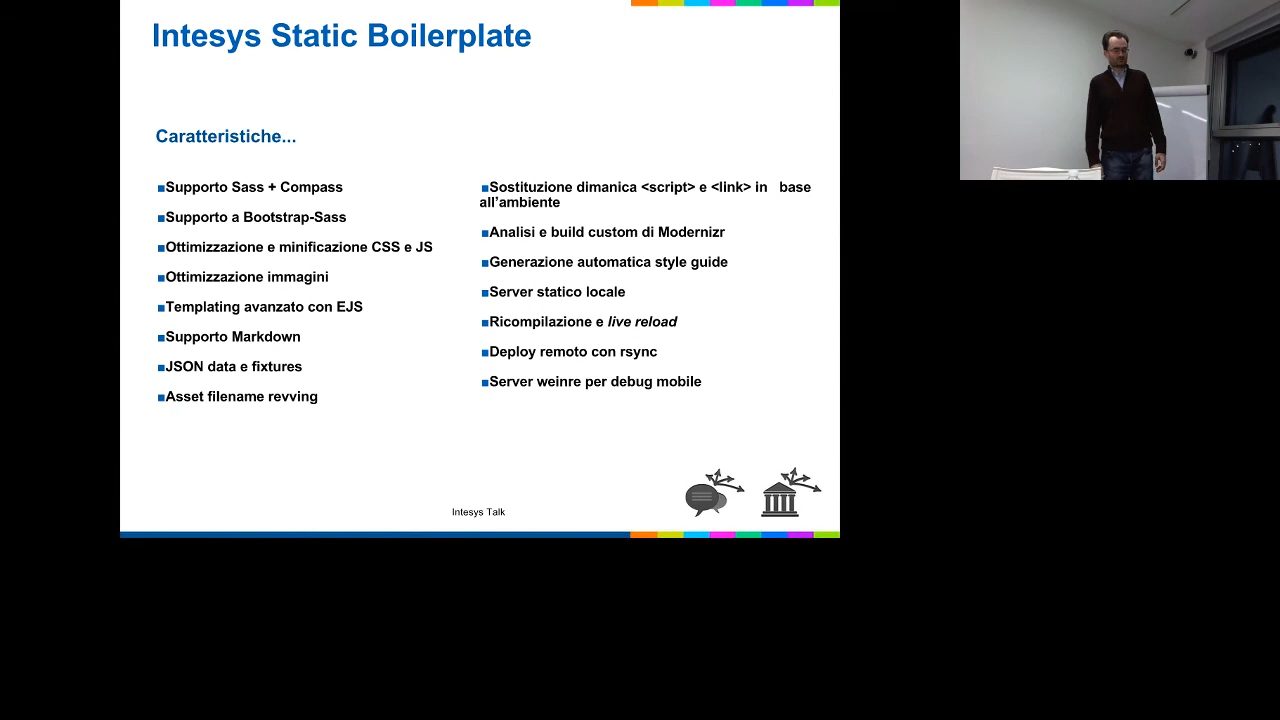 Intesys Static Boilerplate
Caratteristiche...
■Supporto Sass + Compass
■Supporto a Bootstrap-Sass
■Ottimizzazione e minificazione CSS e JS
■Ottimizzazione immagini
■Templating avanzato con EJS
■Supporto Markdown
■JSON data e fixtures
■Asset filename revving
■Sostituzione dimanica <script> e <link> in base
all’ambiente
■Analisi e build custom di Modernizr
■Generazione automatica style guide
■Server statico locale
■Ricompilazione e live reload
■Deploy remoto con rsync
■Server weinre per debug mobile
Intesys Talk